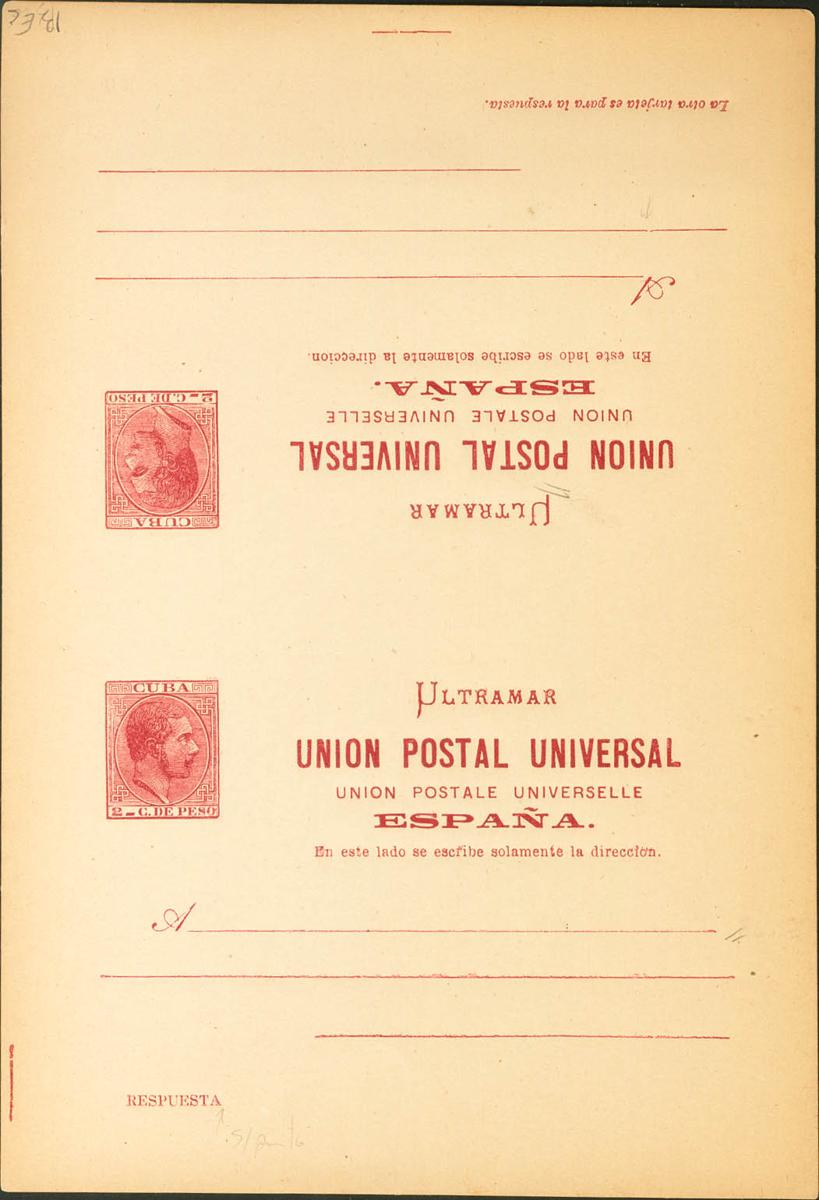 La otra tarjeta es para la respuesta.
A
En este lado se escribe solamente la direccion.
ESPAÑA.
UNION POSTALE UNIVERSELLE
UNION POSTAL UNIVERSAL
ULTRAMAR
2 - C. DE PESO
CUBA
CUBA
2 - C. DE PESO
ULTRAMAR
UNION POSTAL UNIVERSAL
UNION POSTALE UNIVERSELLE
ESPAÑA.
En este lado se escribe solamente la dirección.
A
RESPUESTA